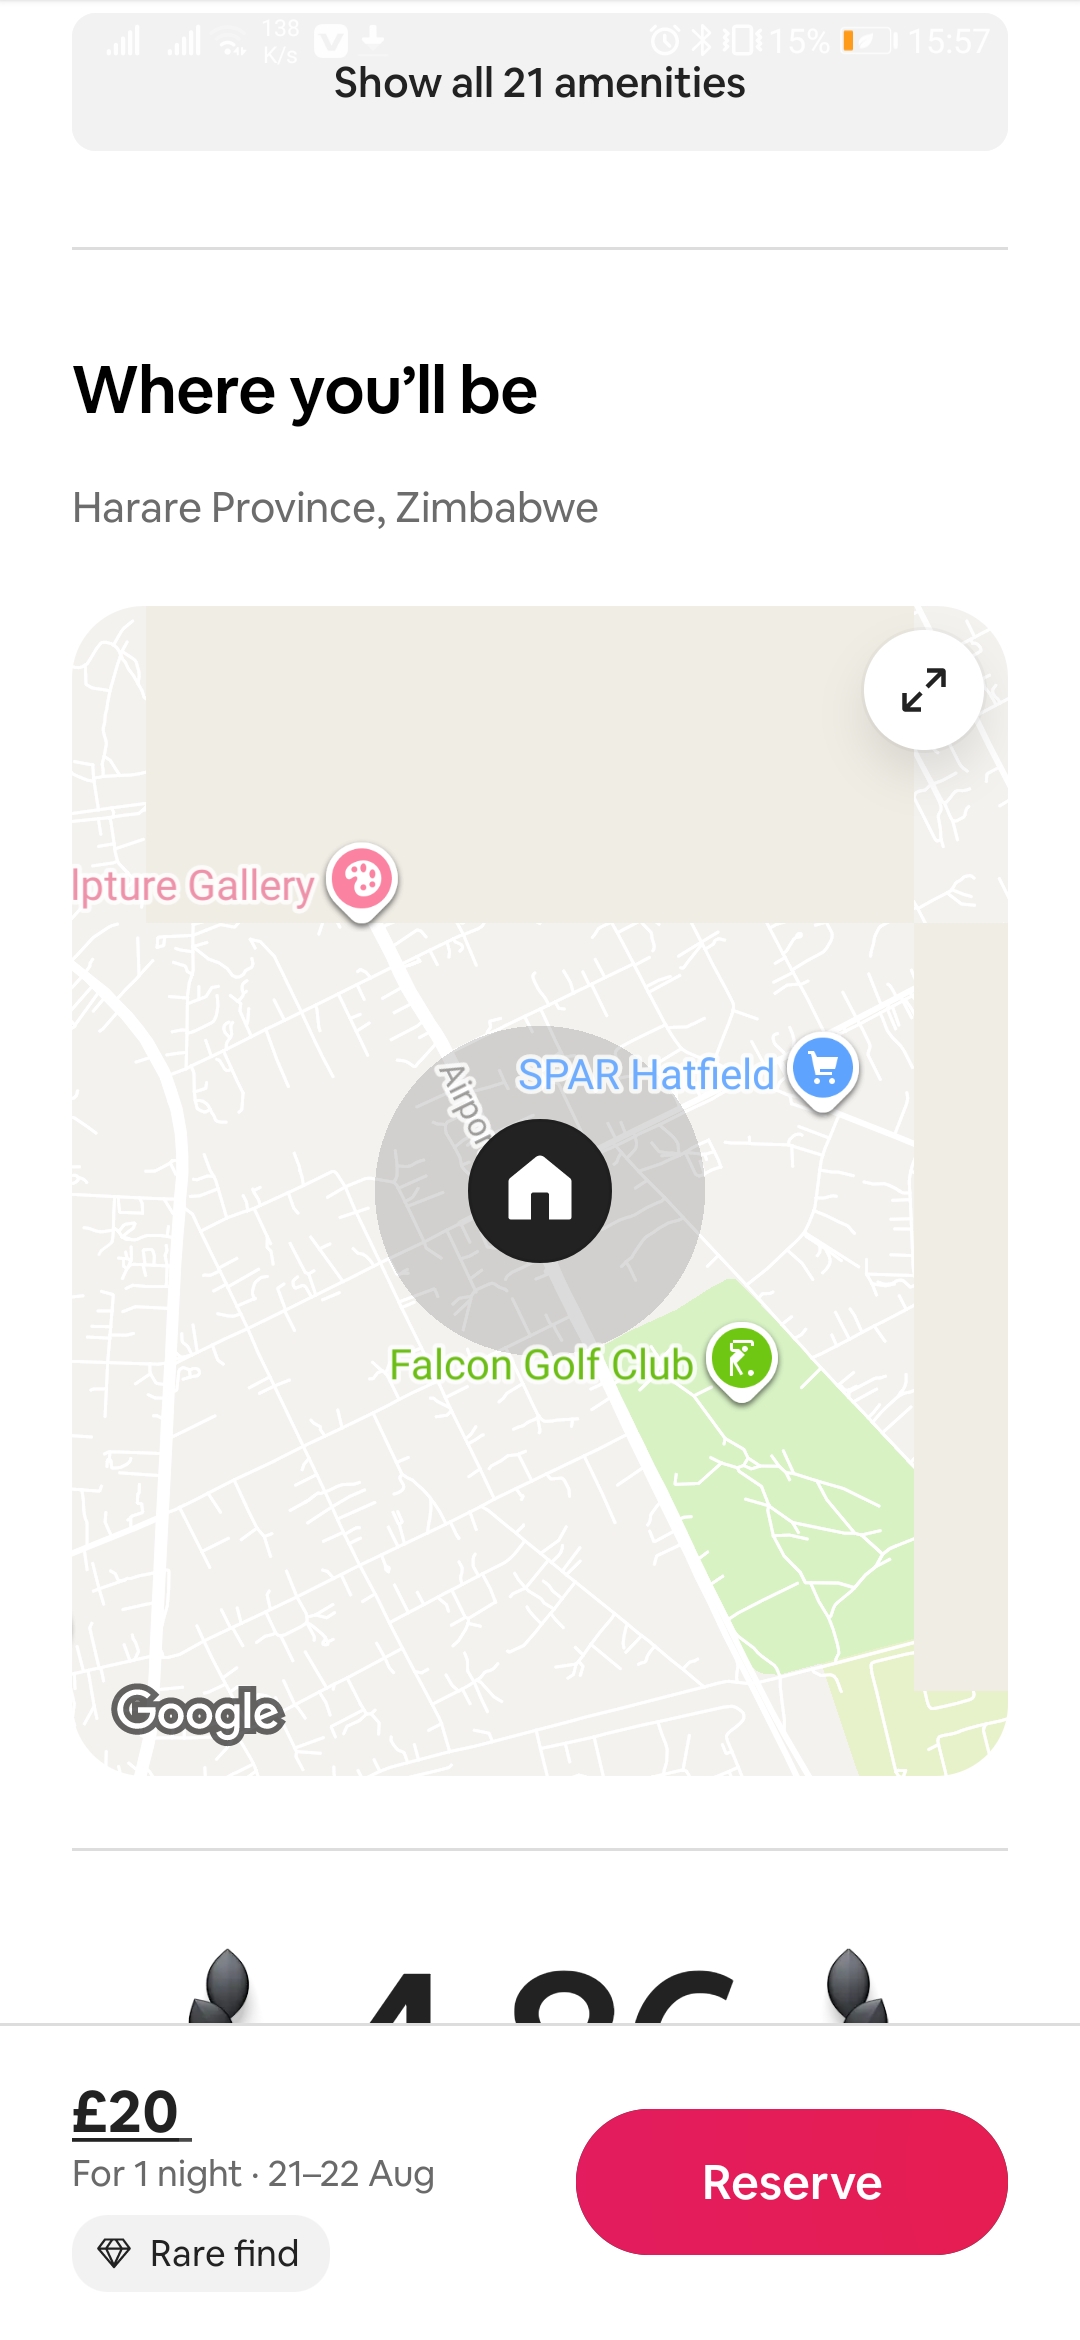 138
K/s
15%
15:57
Show all 21 amenities
Where you’ll be
Harare Province, Zimbabwe
lpture Gallery
SPAR Hatfield
Airpor
Falcon Golf Club
Google
£20
For 1 night · 21–22 Aug
Reserve
Rare find